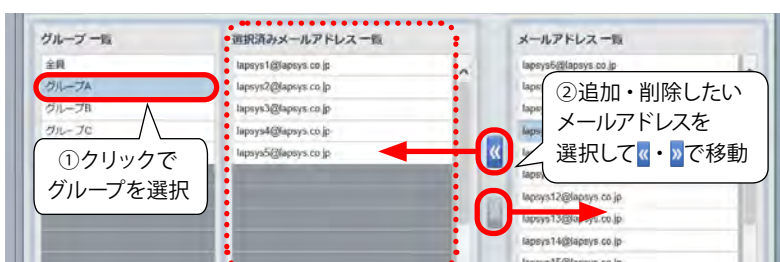 グループ一覧
全員
グループA
グループB
グループC
①クリックで
グループを選択
選択済みメールアドレス一覧
lapsys1@lapsys.co.jp
lapsys2@lapsys.co.jp
lapsys3@lapsys.co.jp
lapsys4@lapsys.co.jp
lapsys5@lapsys.co.jp
«
メールアドレス一覧
lapsys6@lapsys.co.jp
②追加・削除したい
メールアドレスを
選択して«・»で移動
lapsys12@lapsys.co.jp
lapsys13@lapsys.co.jp
lapsys14@lapsys.co.jp